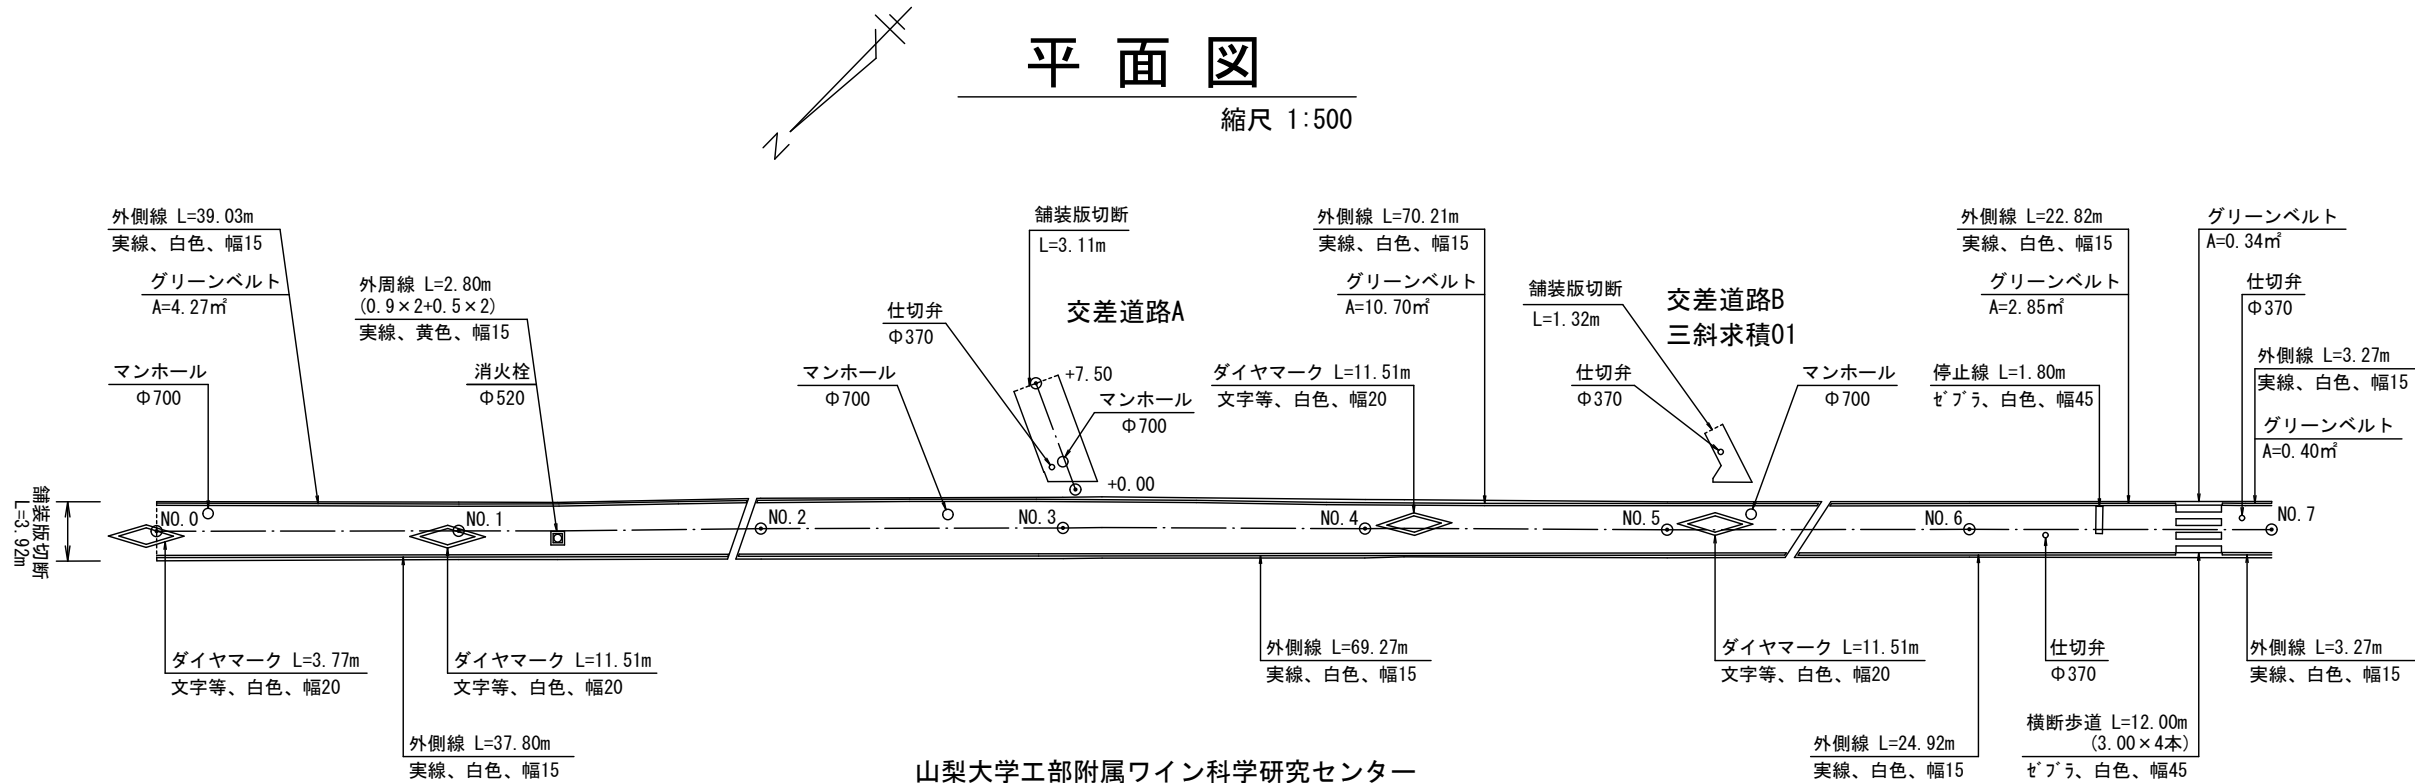 平 面 図
縮尺 1:500
N
外側線 L=39.03m
実線、白色、幅15
グリーンベルト
A=4.27㎡
外周線 L=2.80m
(0.9×2+0.5×2)
実線、黄色、幅15
マンホール
Φ700
消火栓
Φ520
仕切弁
Φ370
舗装版切断
L=3.11m
交差道路A
マンホール
Φ700
+7.50
マンホール
Φ700
+0.00
外側線 L=70.21m
実線、白色、幅15
グリーンベルト
A=10.70㎡
ダイヤマーク L=11.51m
文字等、白色、幅20
舗装版切断
L=1.32m
交差道路B
三斜求積01
仕切弁
Φ370
マンホール
Φ700
外側線 L=22.82m
実線、白色、幅15
グリーンベルト
A=2.85㎡
停止線 L=1.80m
ｾﾞﾌﾞﾗ、白色、幅45
グリーンベルト
A=0.34㎡
仕切弁
Φ370
外側線 L=3.27m
実線、白色、幅15
グリーンベルト
A=0.40㎡
舗装版切断
L=3.92m
NO.0
NO.1
NO.2
NO.3
NO.4
NO.5
NO.6
NO.7
ダイヤマーク L=3.77m
文字等、白色、幅20
ダイヤマーク L=11.51m
文字等、白色、幅20
外側線 L=37.80m
実線、白色、幅15
外側線 L=69.27m
実線、白色、幅15
ダイヤマーク L=11.51m
文字等、白色、幅20
外側線 L=24.92m
実線、白色、幅15
仕切弁
Φ370
横断歩道 L=12.00m
(3.00×4本)
ｾﾞﾌﾞﾗ、白色、幅45
外側線 L=3.27m
実線、白色、幅15
山梨大学工部附属ワイン科学研究センター